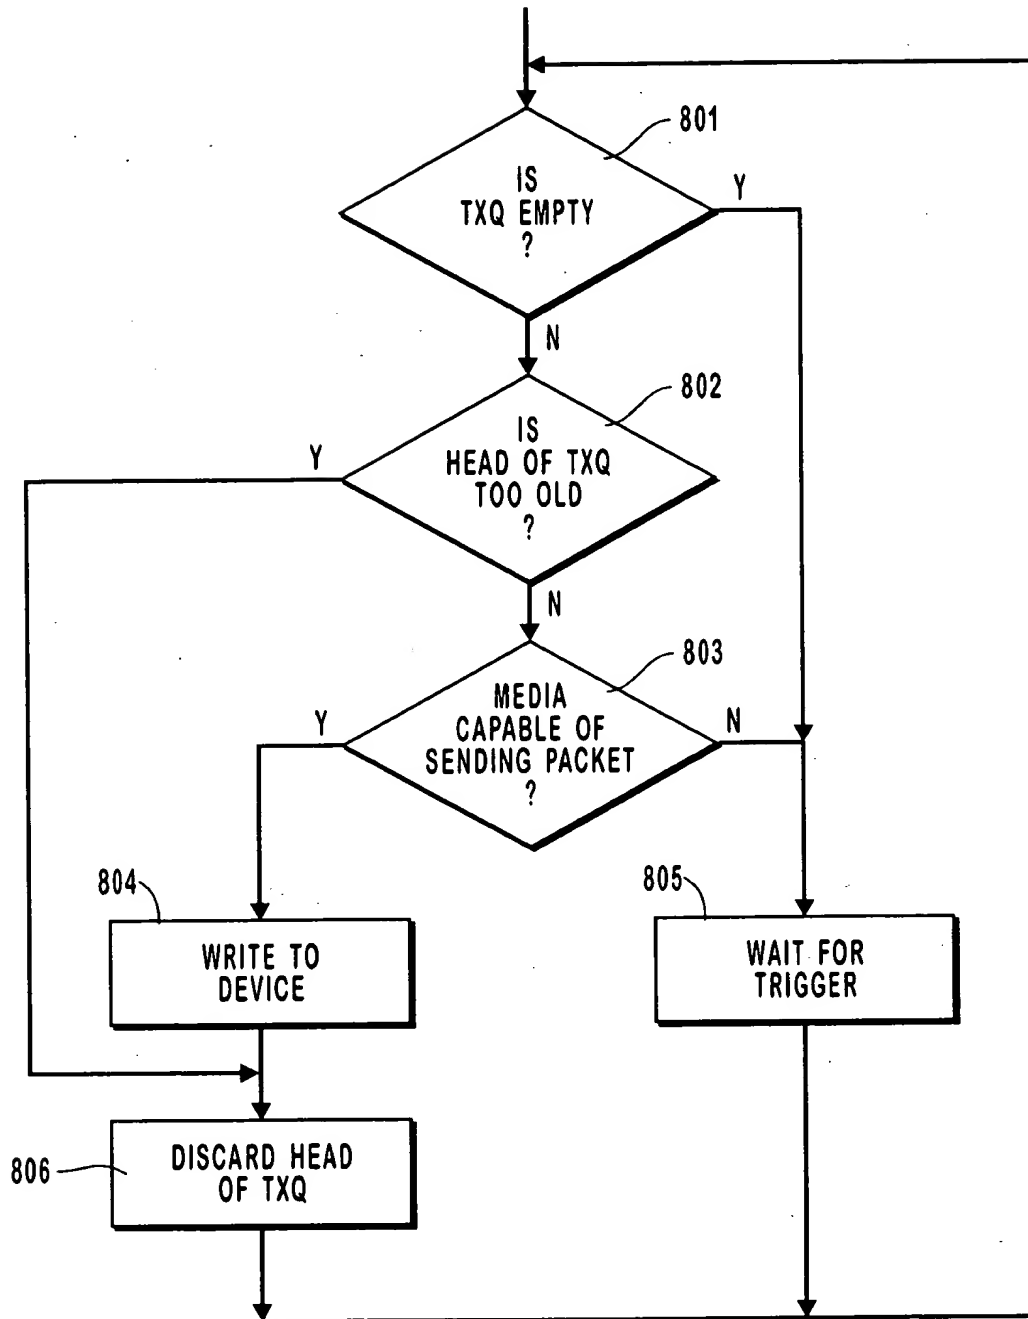 801
IS
TXQ EMPTY
?
Y
N
802
IS
HEAD OF TXQ
TOO OLD
?
Y
N
803
MEDIA
CAPABLE OF
SENDING PACKET
?
Y
N
804
WRITE TO
DEVICE
805
WAIT FOR
TRIGGER
806
DISCARD HEAD
OF TXQ